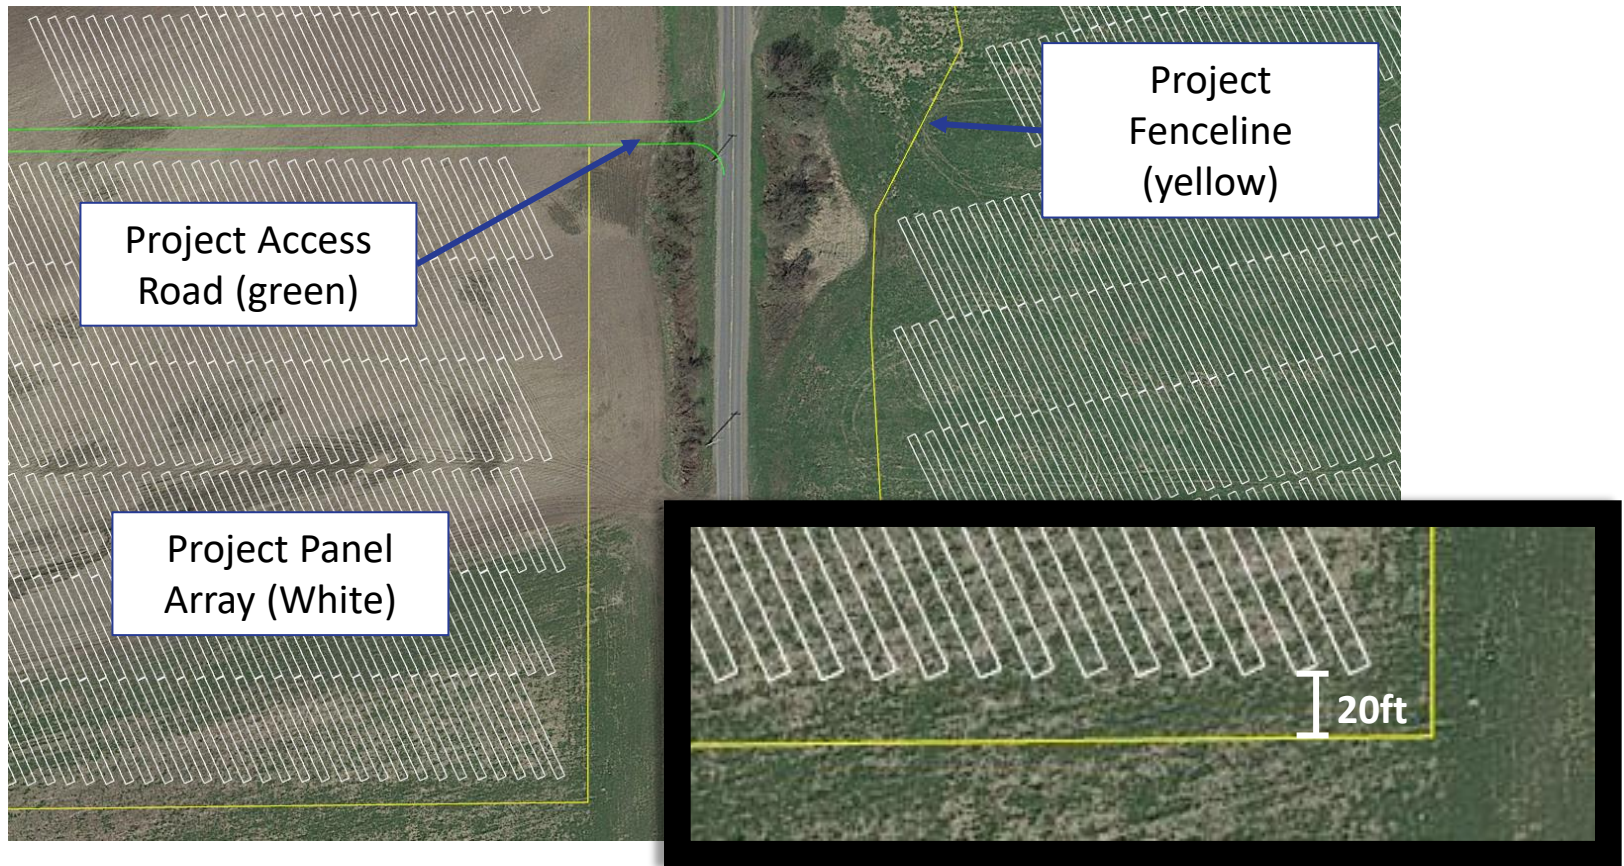 Project
Fenceline
(yellow)
Project Access
Road (green)
Project Panel
Array (White)
20ft